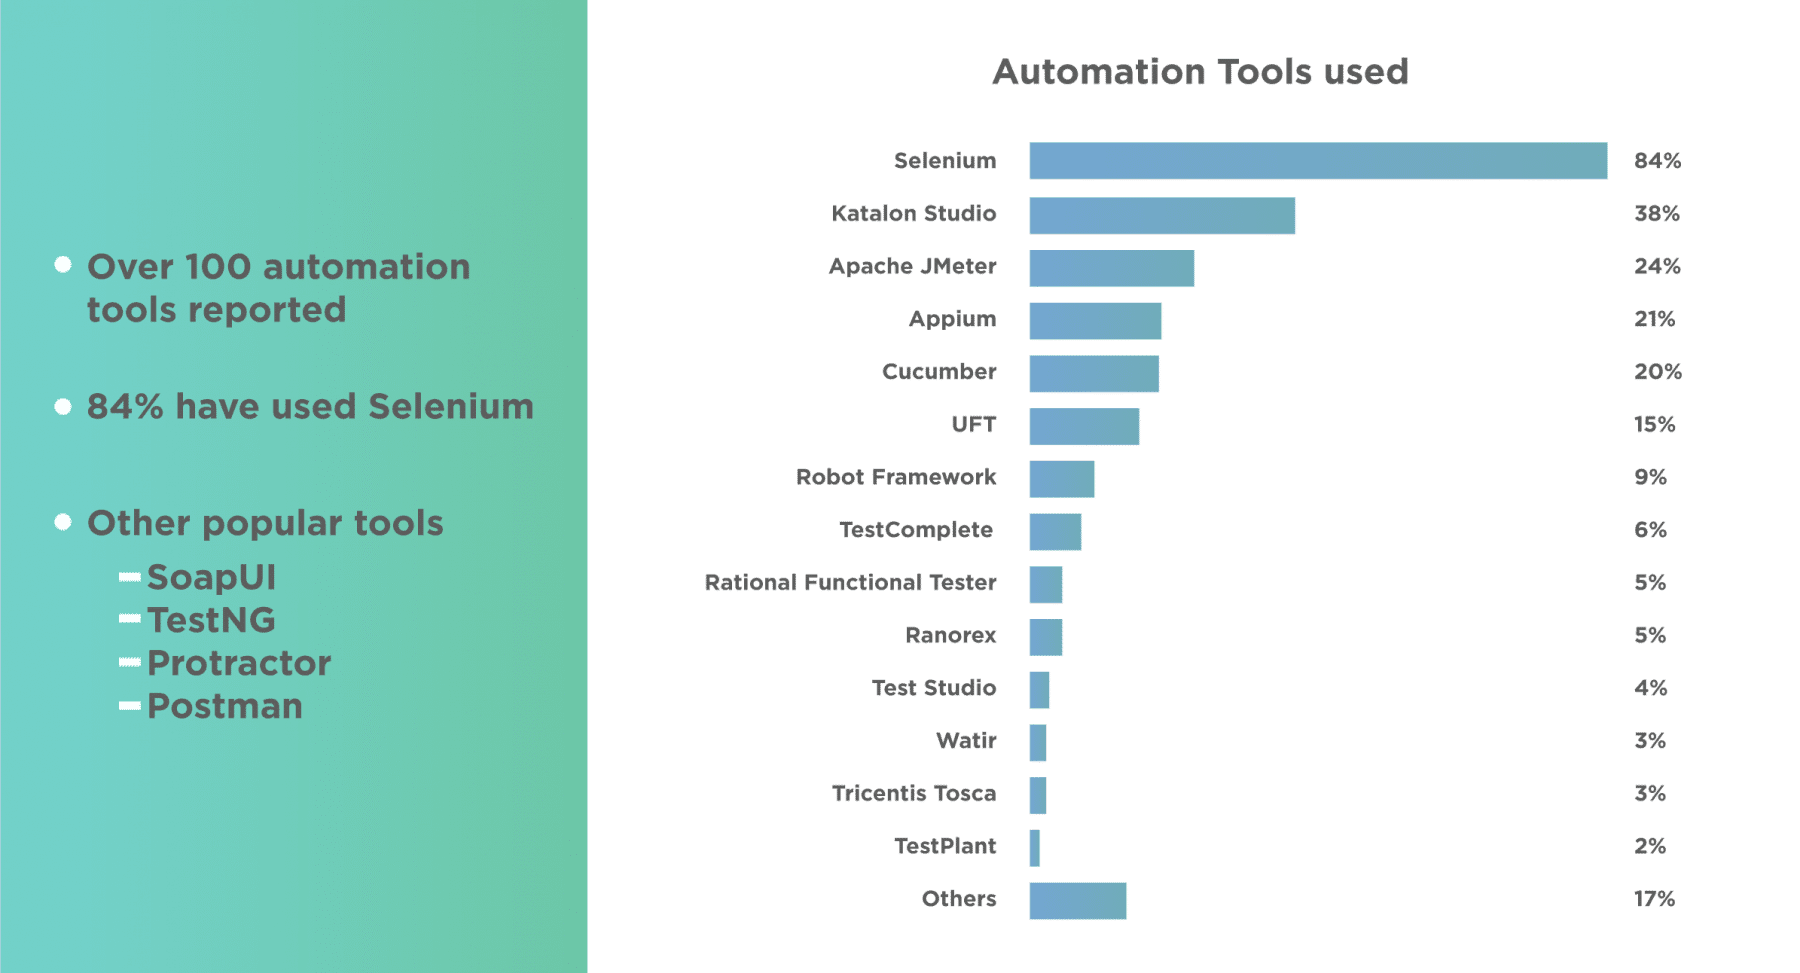 Over 100 automation
tools reported
84% have used Selenium
Other popular tools
SoapUI
TestNG
Protractor
Postman
Automation Tools used
Selenium 84%
Katalon Studio 38%
Apache JMeter 24%
Appium 21%
Cucumber 20%
UFT 15%
Robot Framework 9%
TestComplete 6%
Rational Functional Tester 5%
Ranorex 5%
Test Studio 4%
Watir 3%
Tricentis Tosca 3%
TestPlant 2%
Others 17%